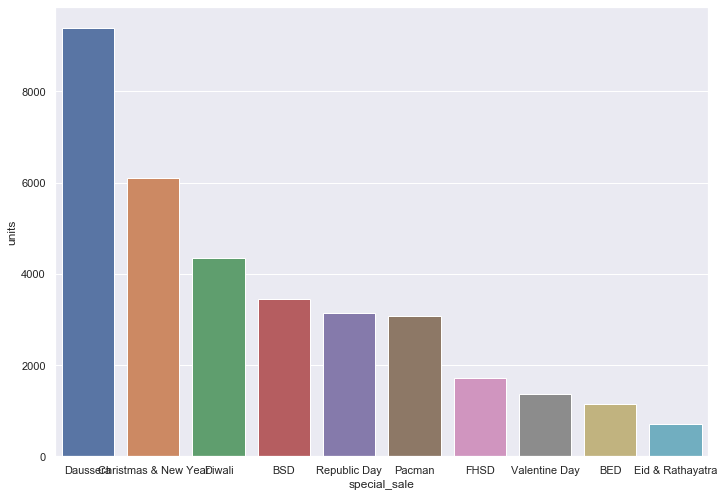 8000
6000
4000
2000
0
units
Daussera Christmas & New Year Diwali BSD Republic Day Pacman FHSD Valentine Day BED Eid & Rathayatra
special_sale